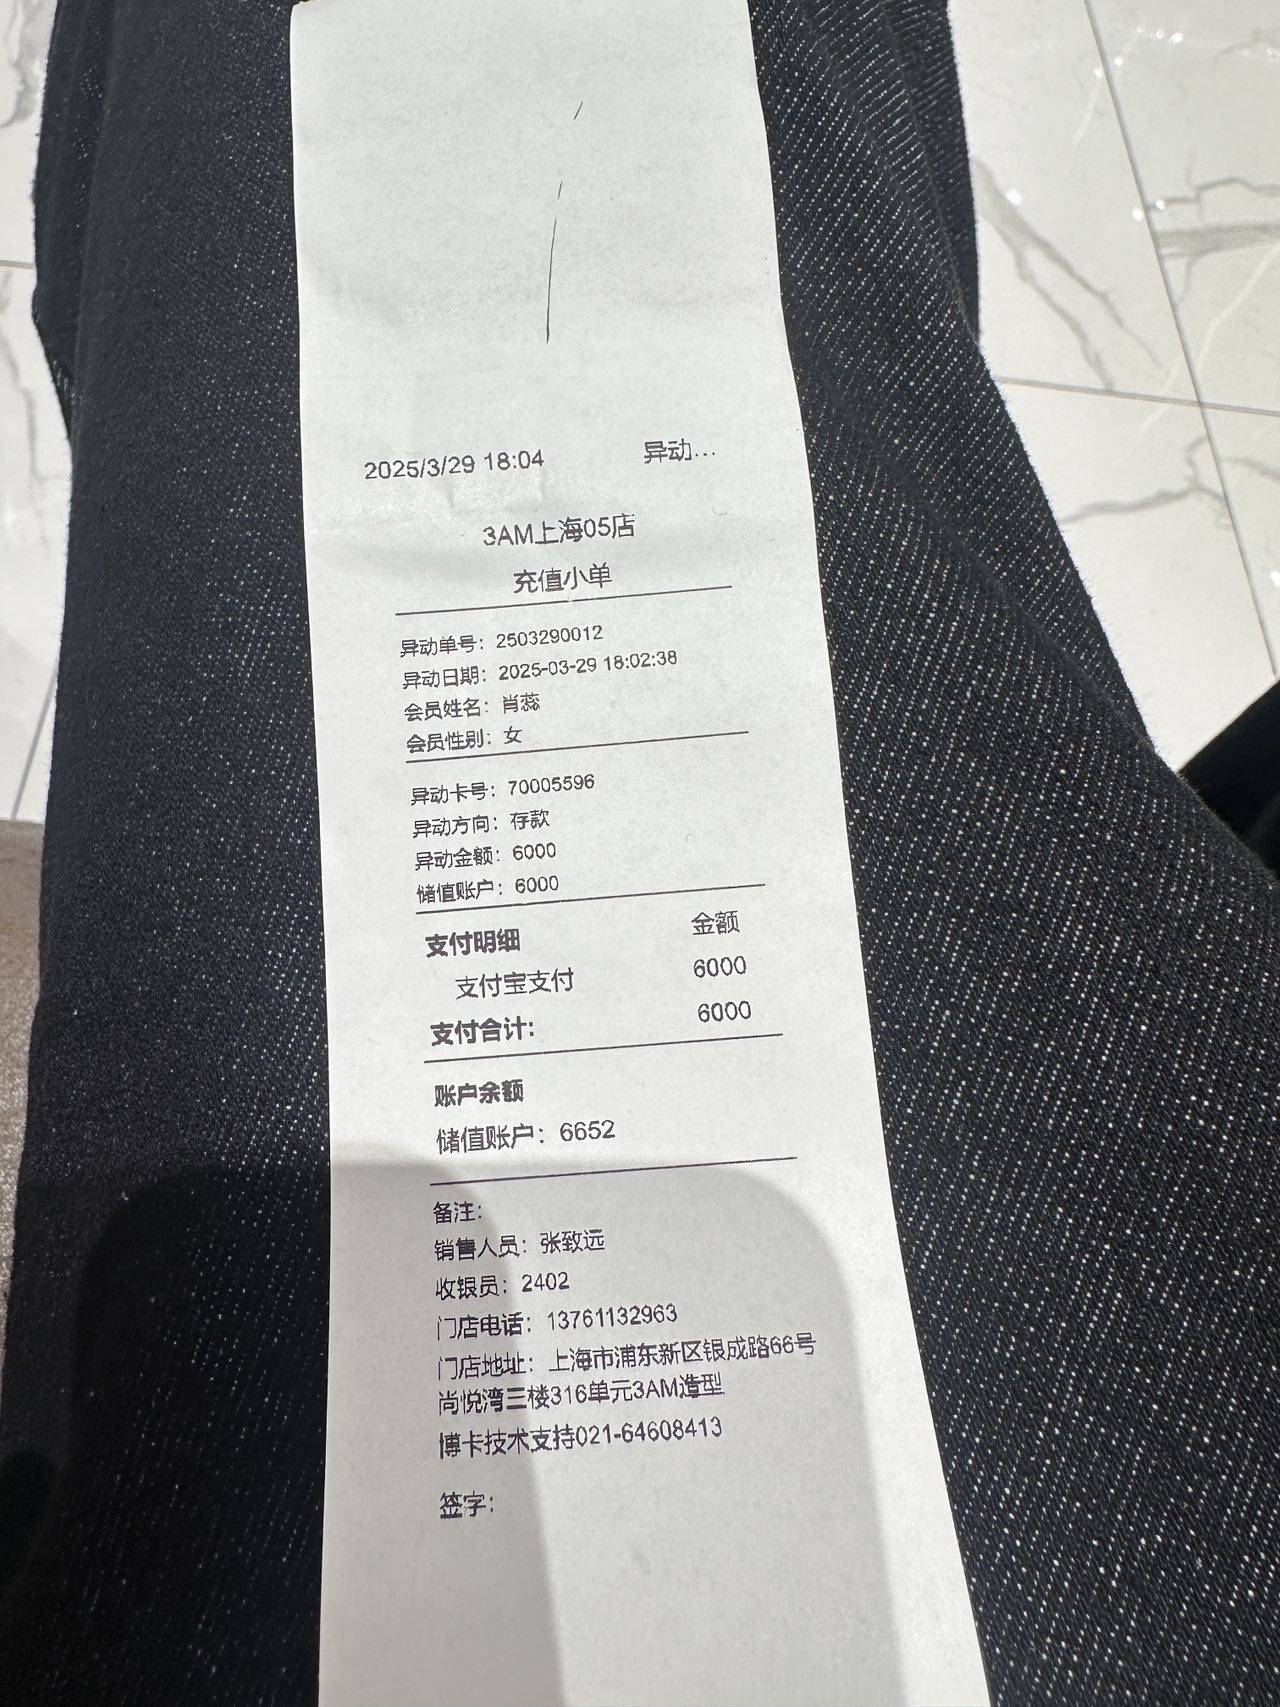 2025/3/29 18:04 异动...
3AM上海05店
充值小单
异动单号：2503290012
异动日期：2025-03-29 18:02:38
会员姓名：肖蕊
会员性别：女
异动卡号：70005596
异动方向：存款
异动金额：6000
储值账户：6000
支付明细 金额
支付宝支付 6000
支付合计: 6000
账户余额
储值账户：6652
备注:
销售人员：张致远
收银员：2402
门店电话：13761132963
门店地址：上海市浦东新区银成路66号
尚悦湾三楼316单元3AM造型
博卡技术支持021-64608413
签字: